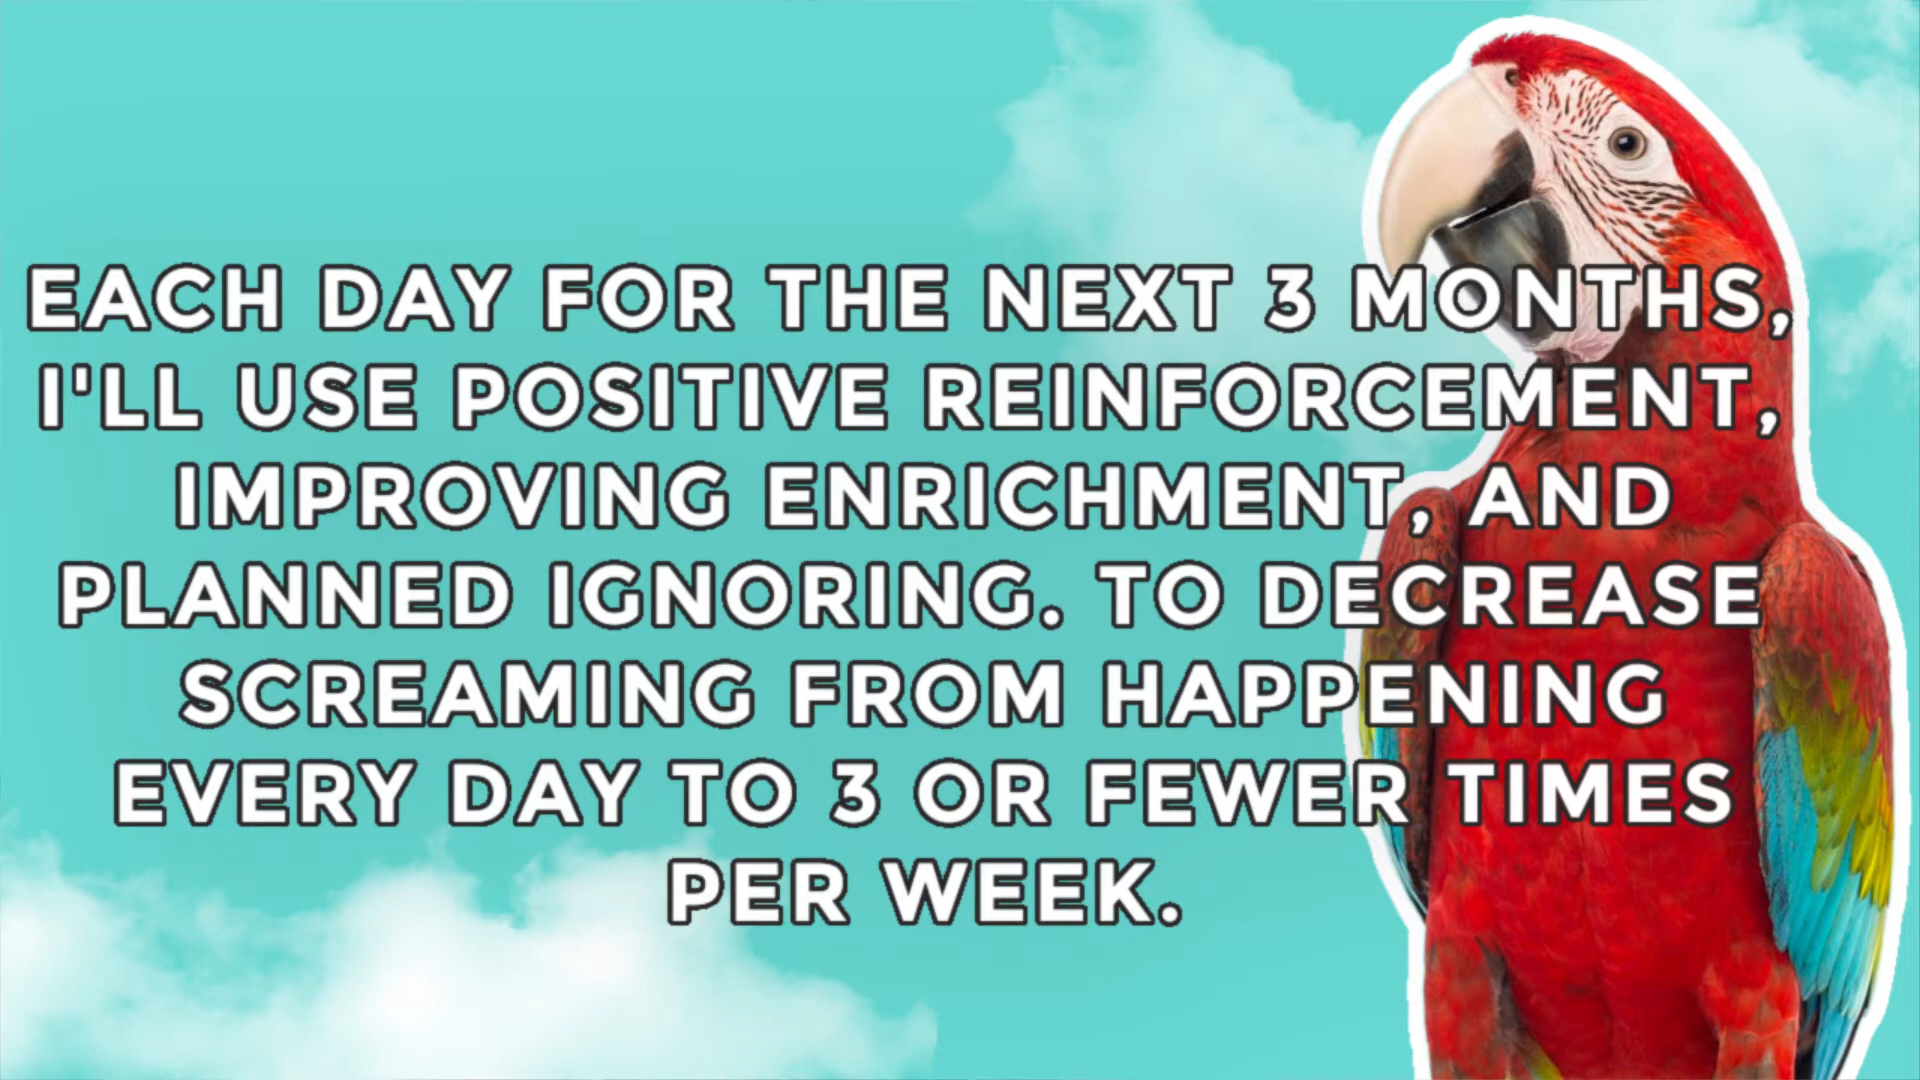 EACH DAY FOR THE NEXT 3 MONTHS,
I'LL USE POSITIVE REINFORCEMENT,
IMPROVING ENRICHMENT, AND
PLANNED IGNORING. TO DECREASE
SCREAMING FROM HAPPENING
EVERY DAY TO 3 OR FEWER TIMES
PER WEEK.